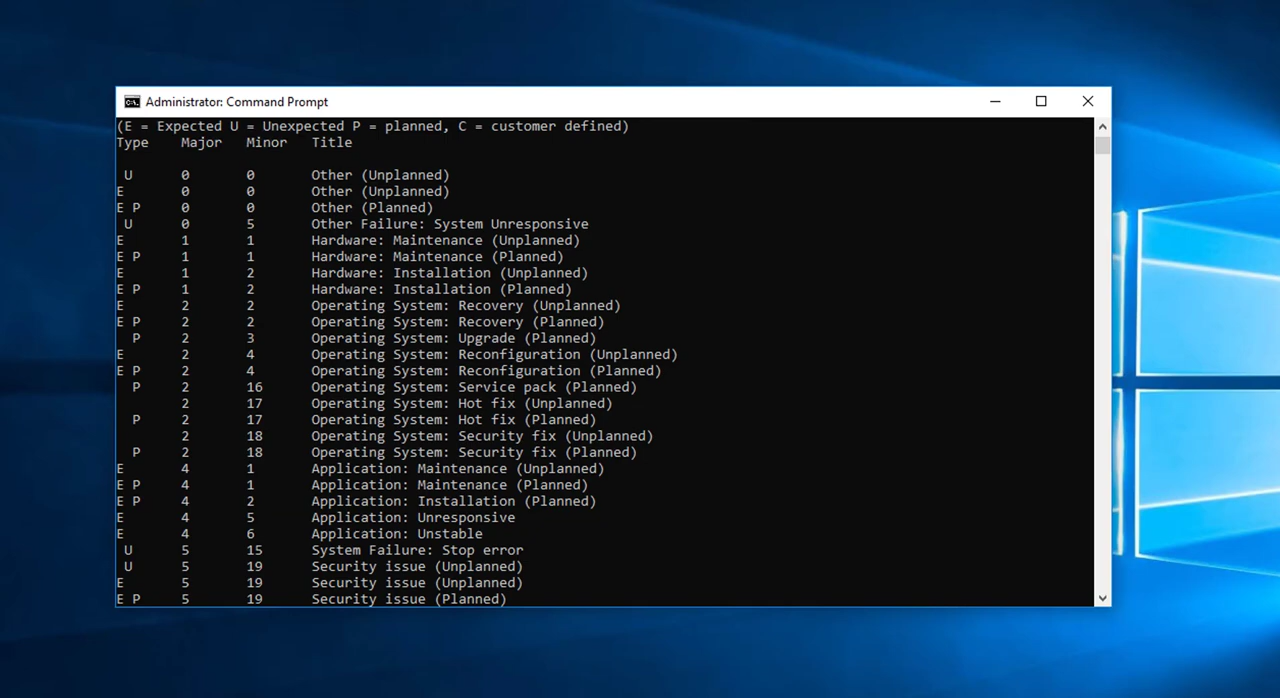 Administrator: Command Prompt
(E = Expected U = Unexpected P = planned, C = customer defined)
Type Major Minor Title
U 0 0 Other (Unplanned)
E 0 0 Other (Unplanned)
E P 0 0 Other (Planned)
U 0 5 Other Failure: System Unresponsive
E 1 1 Hardware: Maintenance (Unplanned)
E P 1 1 Hardware: Maintenance (Planned)
E 1 2 Hardware: Installation (Unplanned)
E P 1 2 Hardware: Installation (Planned)
E 2 2 Operating System: Recovery (Unplanned)
E P 2 2 Operating System: Recovery (Planned)
P 2 3 Operating System: Upgrade (Planned)
E 2 4 Operating System: Reconfiguration (Unplanned)
E P 2 4 Operating System: Reconfiguration (Planned)
P 2 16 Operating System: Service pack (Planned)
2 17 Operating System: Hot fix (Unplanned)
P 2 17 Operating System: Hot fix (Planned)
2 18 Operating System: Security fix (Unplanned)
P 2 18 Operating System: Security fix (Planned)
E 4 1 Application: Maintenance (Unplanned)
E P 4 1 Application: Maintenance (Planned)
E P 4 2 Application: Installation (Planned)
E 4 5 Application: Unresponsive
E 4 6 Application: Unstable
U 5 15 System Failure: Stop error
U 5 19 Security issue (Unplanned)
E 5 19 Security issue (Unplanned)
E P 5 19 Security issue (Planned)